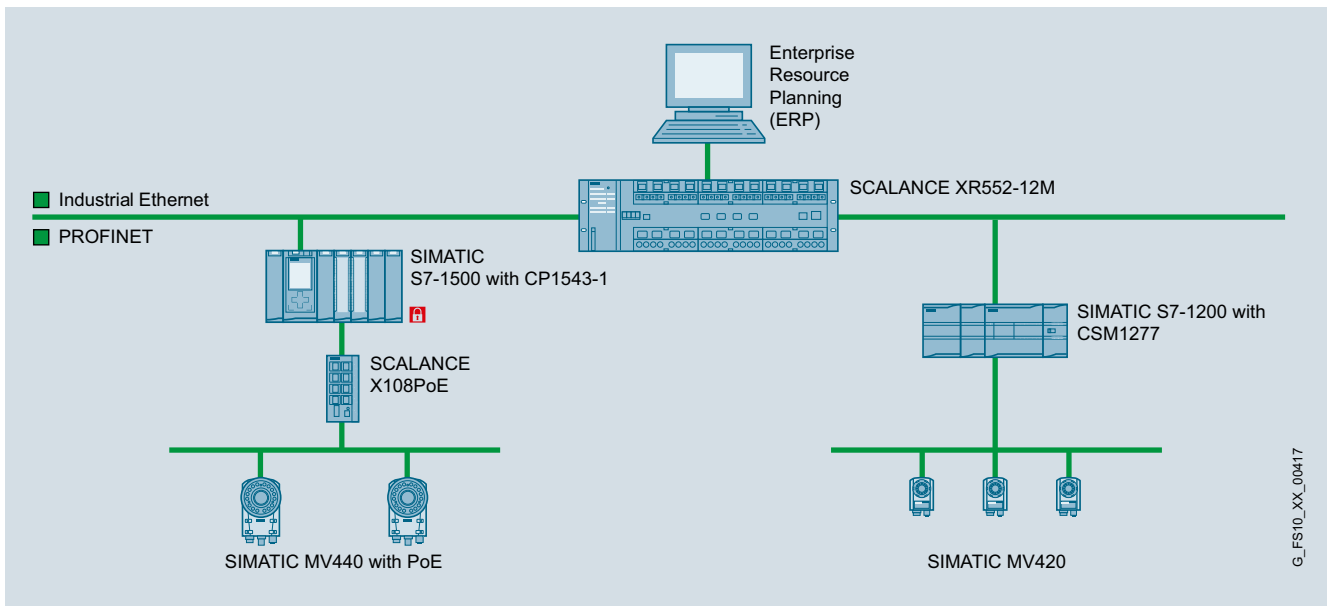 Enterprise
Resource
Planning
(ERP)
SCALANCE XR552-12M
Industrial Ethernet
PROFINET
SIMATIC
S7-1500 with CP1543-1
SIMATIC S7-1200 with
CSM1277
SCALANCE
X108PoE
SIMATIC MV440 with PoE
SIMATIC MV420
G_FS10_XX_00417